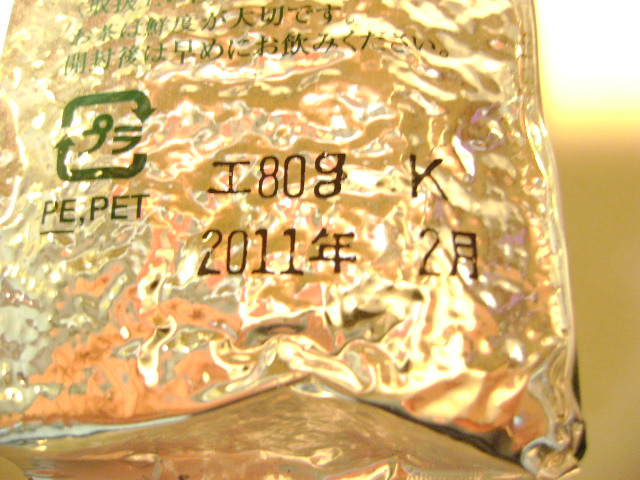 お茶は鮮度が大切です。
開封後は早めにお飲みください。
プラ
PE,PET
エ80g K
2011年 2月